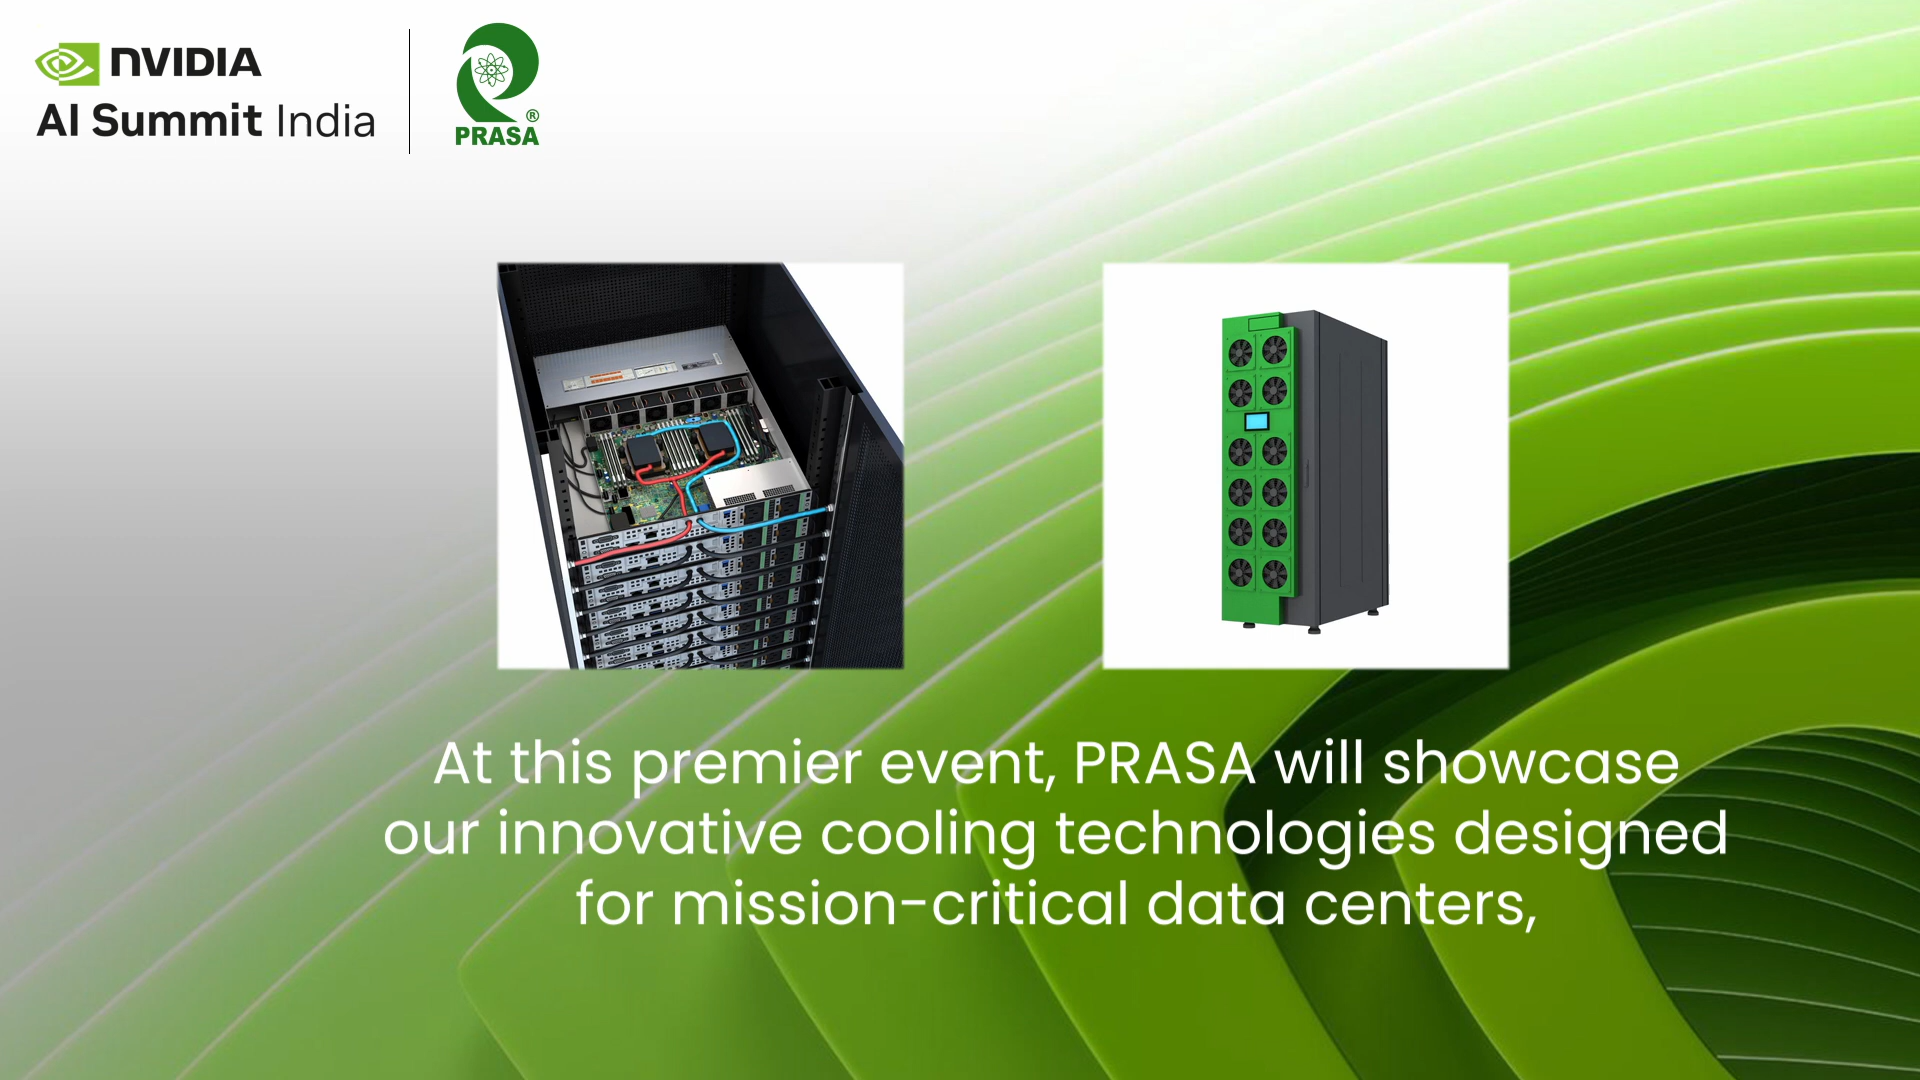 NVIDIA
AI Summit India
PRASA®
At this premier event, PRASA will showcase
our innovative cooling technologies designed
for mission-critical data centers,